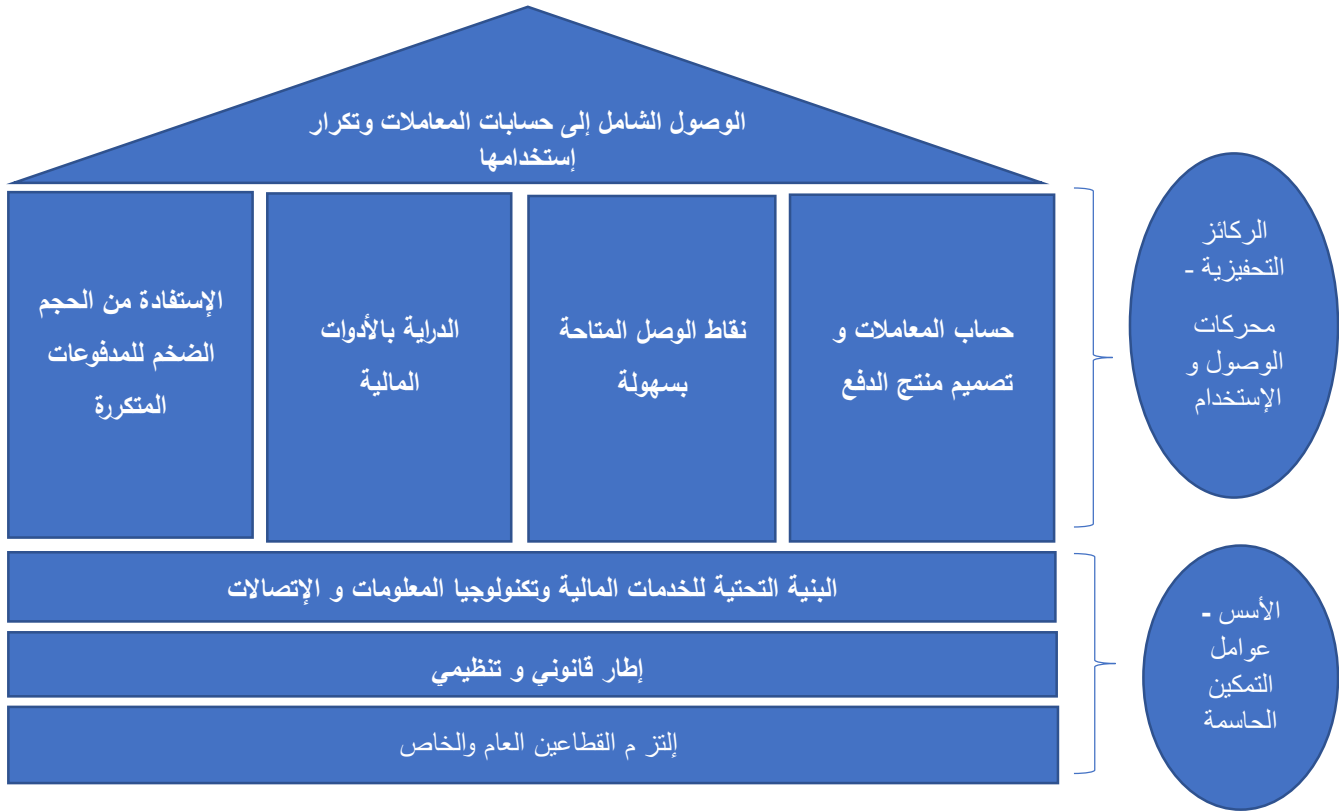 الوصول الشامل إلى حسابات المعاملات وتكرار
إستخدامها
الركائز
التحفيزية -
محركات
الوصول و
الإستخدام
حساب المعاملات و
تصميم منتج الدفع
نقاط الوصل المتاحة
بسهولة
الدراية بالأدوات
المالية
الإستفادة من الحجم
الضخم للمدفوعات
المتكررة
البنية التحتية للخدمات المالية وتكنولوجيا المعلومات و الإتصالات
إطار قانوني و تنظيمي
إلتز م القطاعين العام والخاص
الأسس -
عوامل
التمكين
الحاسمة